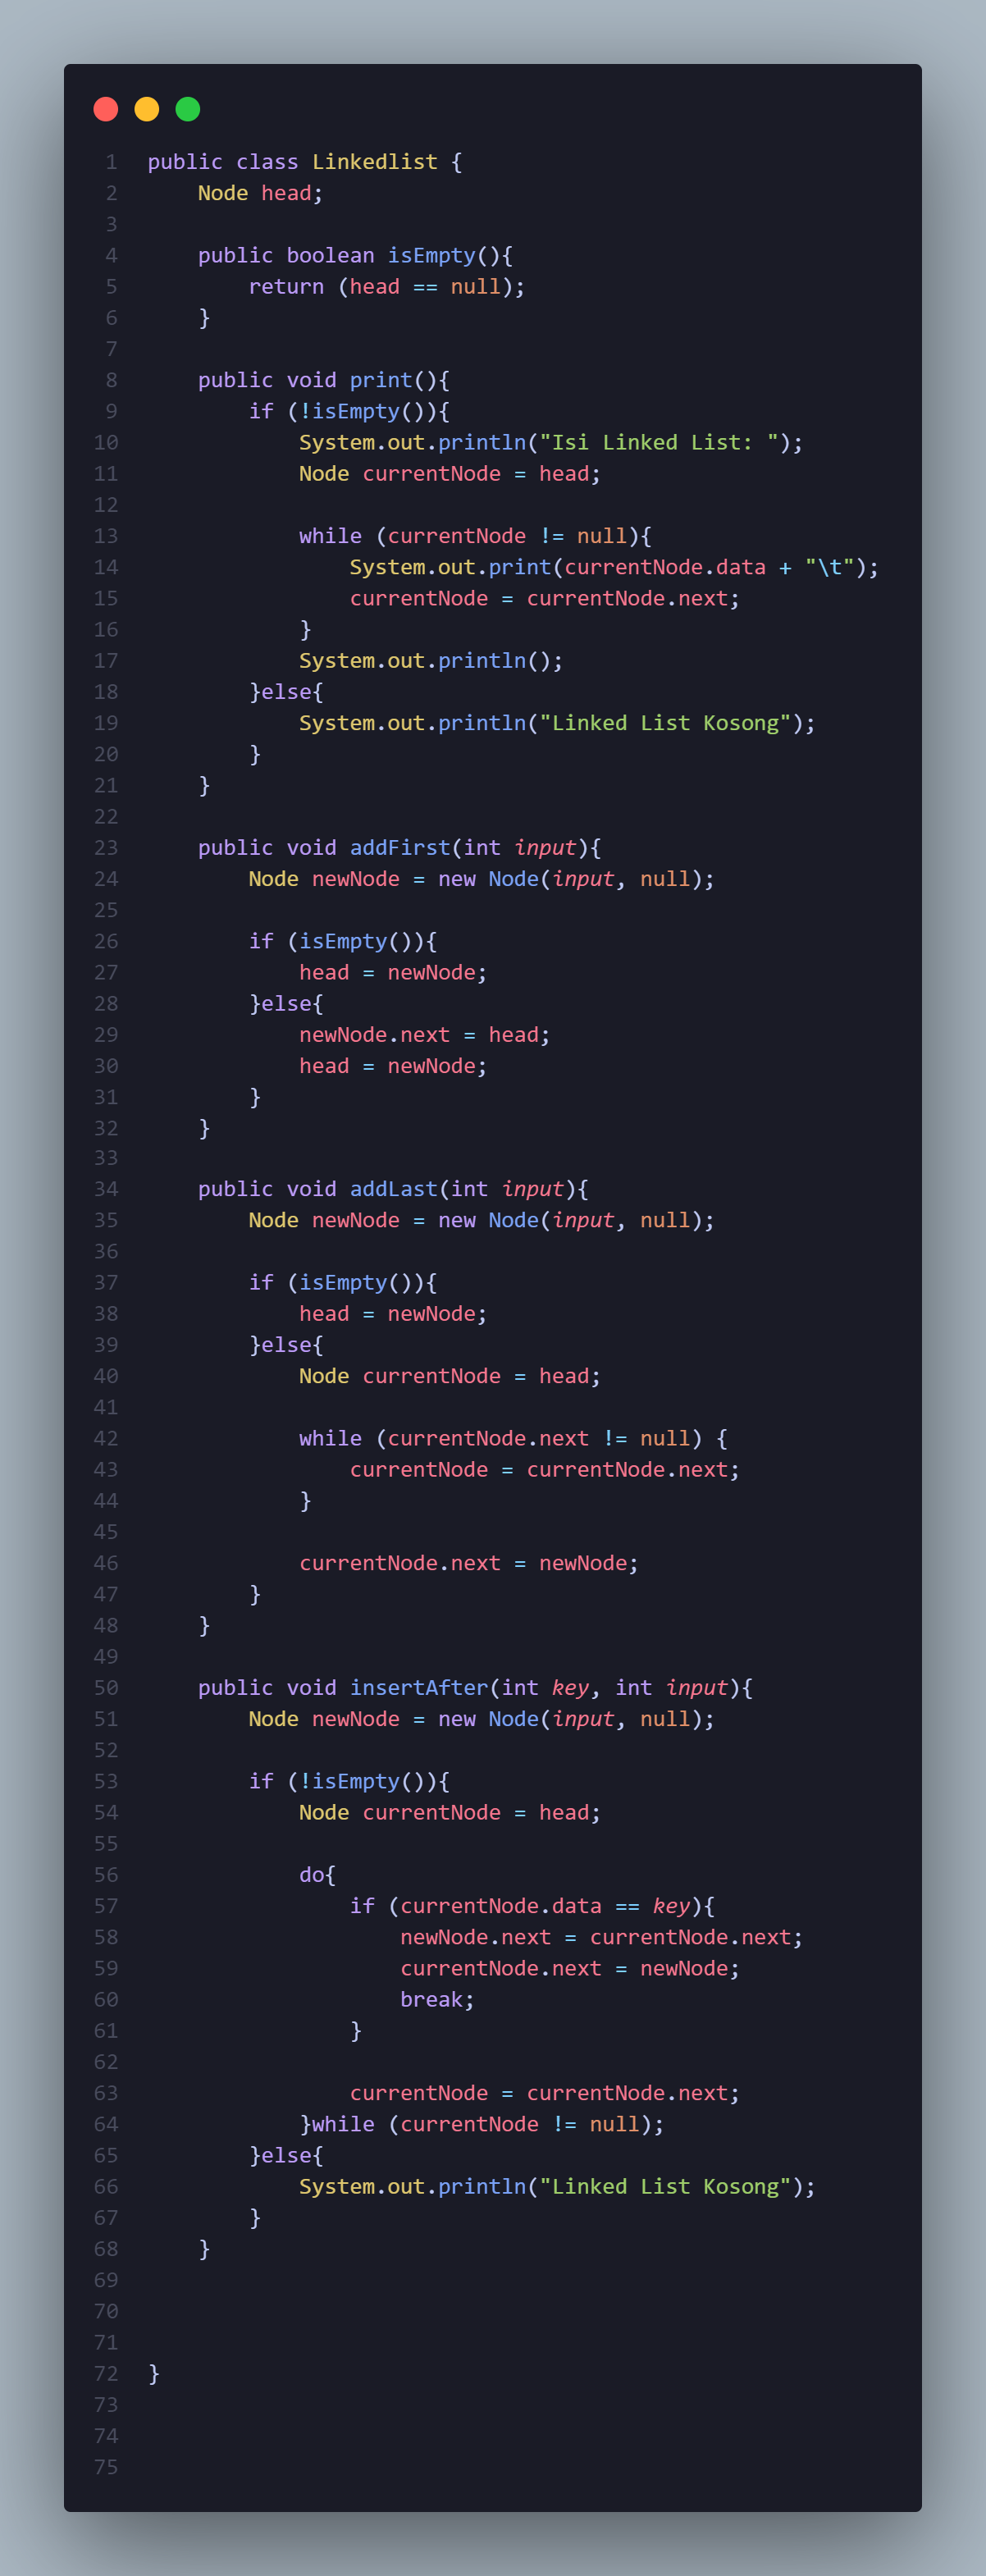 1 public class Linkedlist {
2     Node head;
3
4     public boolean isEmpty(){
5         return (head == null);
6     }
7
8     public void print(){
9         if (!isEmpty()){
10             System.out.println("Isi Linked List: ");
11             Node currentNode = head;
12
13             while (currentNode != null){
14                 System.out.print(currentNode.data + "\t");
15                 currentNode = currentNode.next;
16             }
17             System.out.println();
18         }else{
19             System.out.println("Linked List Kosong");
20         }
21     }
22
23     public void addFirst(int input){
24         Node newNode = new Node(input, null);
25
26         if (isEmpty()){
27             head = newNode;
28         }else{
29             newNode.next = head;
30             head = newNode;
31         }
32     }
33
34     public void addLast(int input){
35         Node newNode = new Node(input, null);
36
37         if (isEmpty()){
38             head = newNode;
39         }else{
40             Node currentNode = head;
41
42             while (currentNode.next != null) {
43                 currentNode = currentNode.next;
44             }
45
46             currentNode.next = newNode;
47         }
48     }
49
50     public void insertAfter(int key, int input){
51         Node newNode = new Node(input, null);
52
53         if (!isEmpty()){
54             Node currentNode = head;
55
56             do{
57                 if (currentNode.data == key){
58                     newNode.next = currentNode.next;
59                     currentNode.next = newNode;
60                     break;
61                 }
62
63                 currentNode = currentNode.next;
64             }while (currentNode != null);
65         }else{
66             System.out.println("Linked List Kosong");
67         }
68     }
69
70
71
72 }
73
74
75